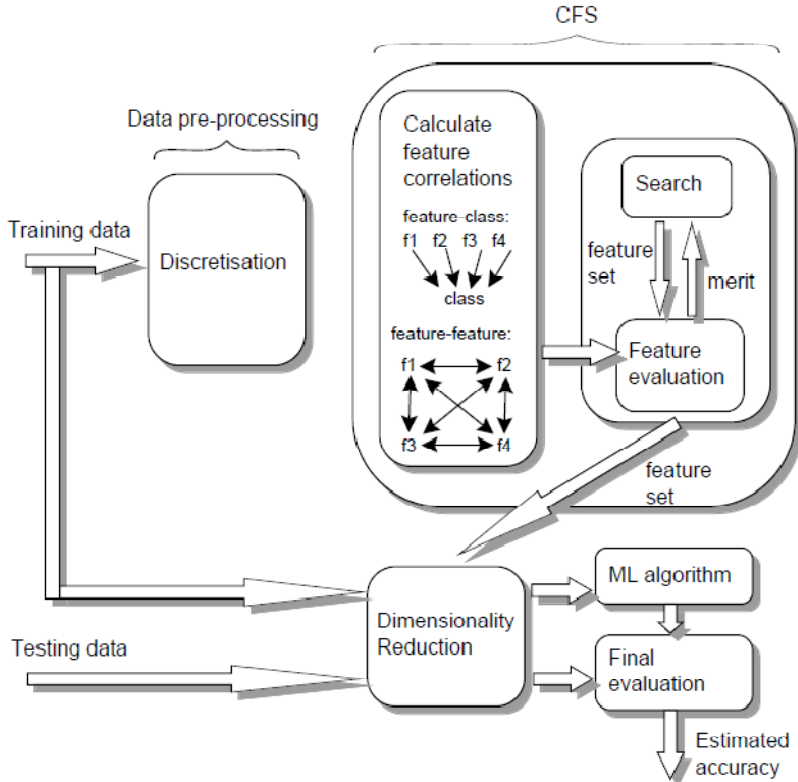 CFS
Data pre-processing
Training data
Discretisation
Calculate
feature
correlations
feature-class:
f1 f2 f3 f4
class
feature-feature:
f1 f2
f3 f4
Search
feature
set
merit
Feature
evaluation
feature
set
Dimensionality
Reduction
ML algorithm
Testing data
Final
evaluation
Estimated
accuracy